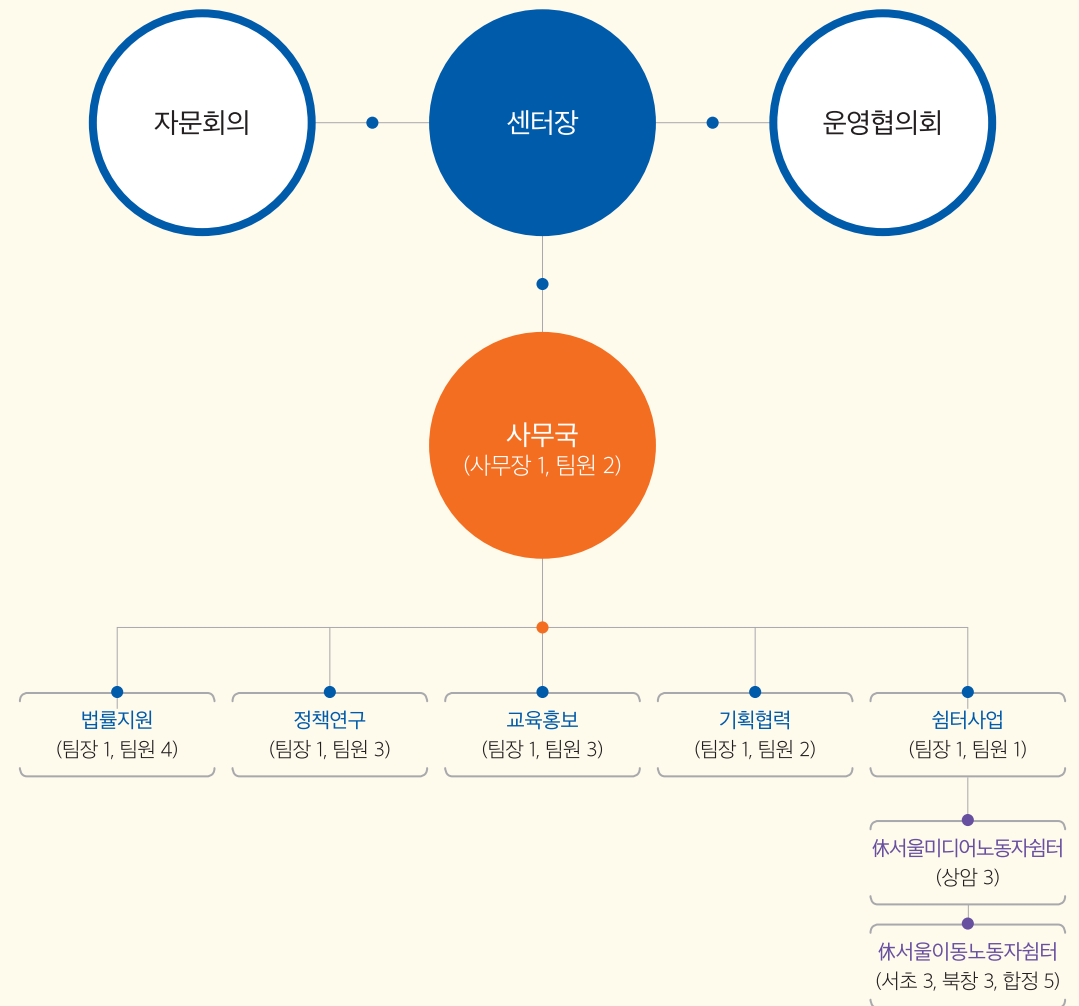 자문회의
센터장
운영협의회
사무국
(사무장 1, 팀원 2)
법률지원
(팀장 1, 팀원 4)
정책연구
(팀장 1, 팀원 3)
교육홍보
(팀장 1, 팀원 3)
기획협력
(팀장 1, 팀원 2)
쉼터사업
(팀장 1, 팀원 1)
休서울미디어노동자쉼터
(상암 3)
休서울이동노동자쉼터
(서초 3, 북창 3, 합정 5)